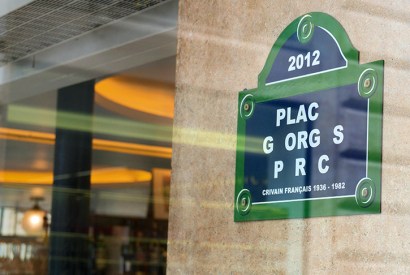 2012
PLAC
G ORG S
P R C
CRIVAIN FRANÇAIS 1936 - 1982